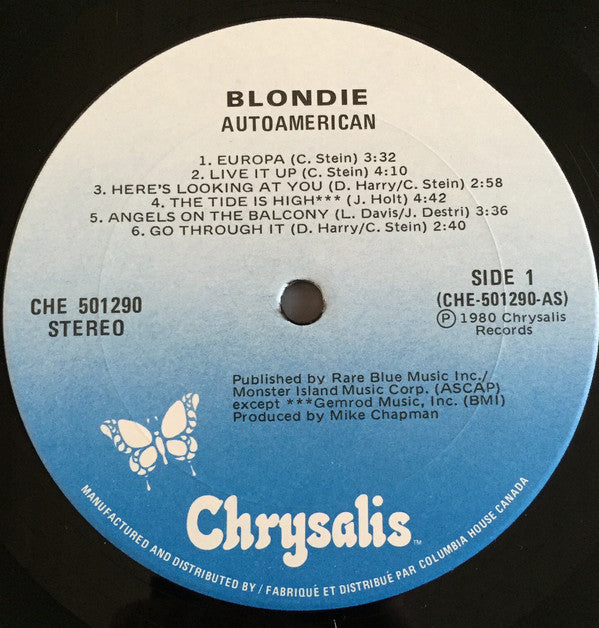 BLONDIE
AUTOAMERICAN
1. EUROPA (C. Stein) 3:32
2. LIVE IT UP (C. Stein) 4:10
3. HERE'S LOOKING AT YOU (D. Harry/C. Stein) 2:58
4. THE TIDE IS HIGH*** (J. Holt) 4:42
5. ANGELS ON THE BALCONY (L. Davis/J. Destri) 3:36
6. GO THROUGH IT (D. Harry/C. Stein) 2:40
CHE 501290
STEREO
SIDE 1
(CHE-501290-AS)
℗ 1980 Chrysalis
Records
Published by Rare Blue Music Inc./
Monster Island Music Corp. (ASCAP)
except ***Gemrod Music, Inc. (BMI)
Produced by Mike Chapman
Chrysalis™
MANUFACTURED AND DISTRIBUTED BY / FABRIQUÉ ET DISTRIBUÉ PAR COLUMBIA HOUSE CANADA